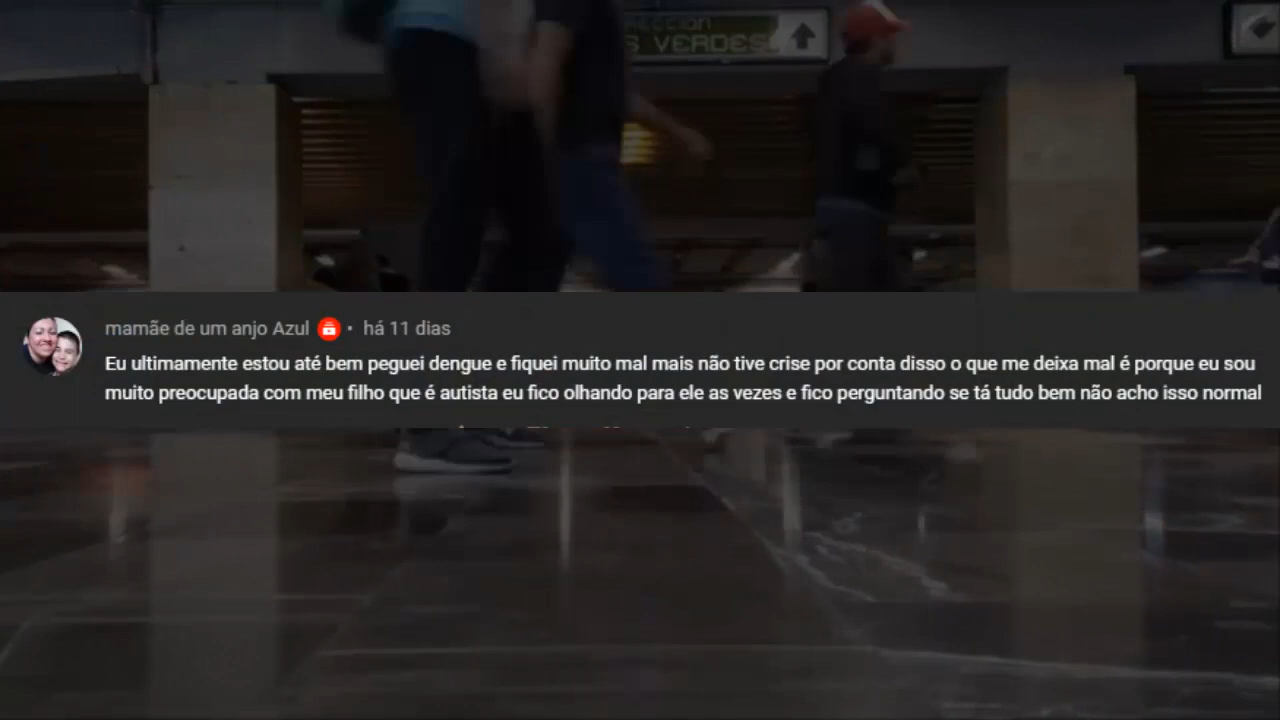 S VERDES
mamãe de um anjo Azul • há 11 dias
Eu ultimamente estou até bem peguei dengue e fiquei muito mal mais não tive crise por conta disso o que me deixa mal é porque eu sou
muito preocupada com meu filho que é autista eu fico olhando para ele as vezes e fico perguntando se tá tudo bem não acho isso normal